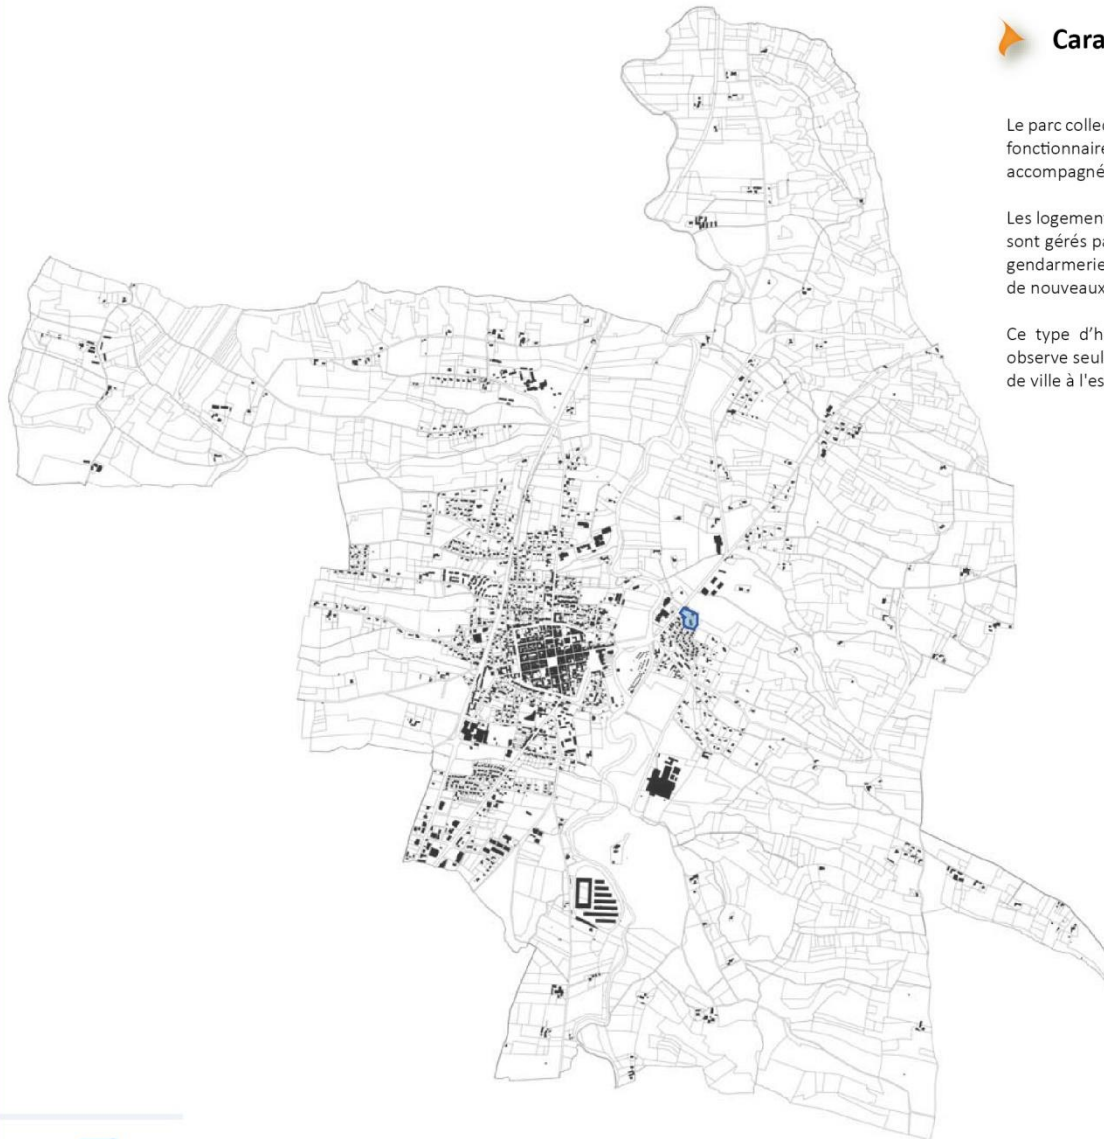 Cara
Le parc collec
fonctionnaire
accompagné
Les logement
sont gérés pa
gendarmerie
de nouveaux
Ce type d’h
observe seul
de ville à l'es